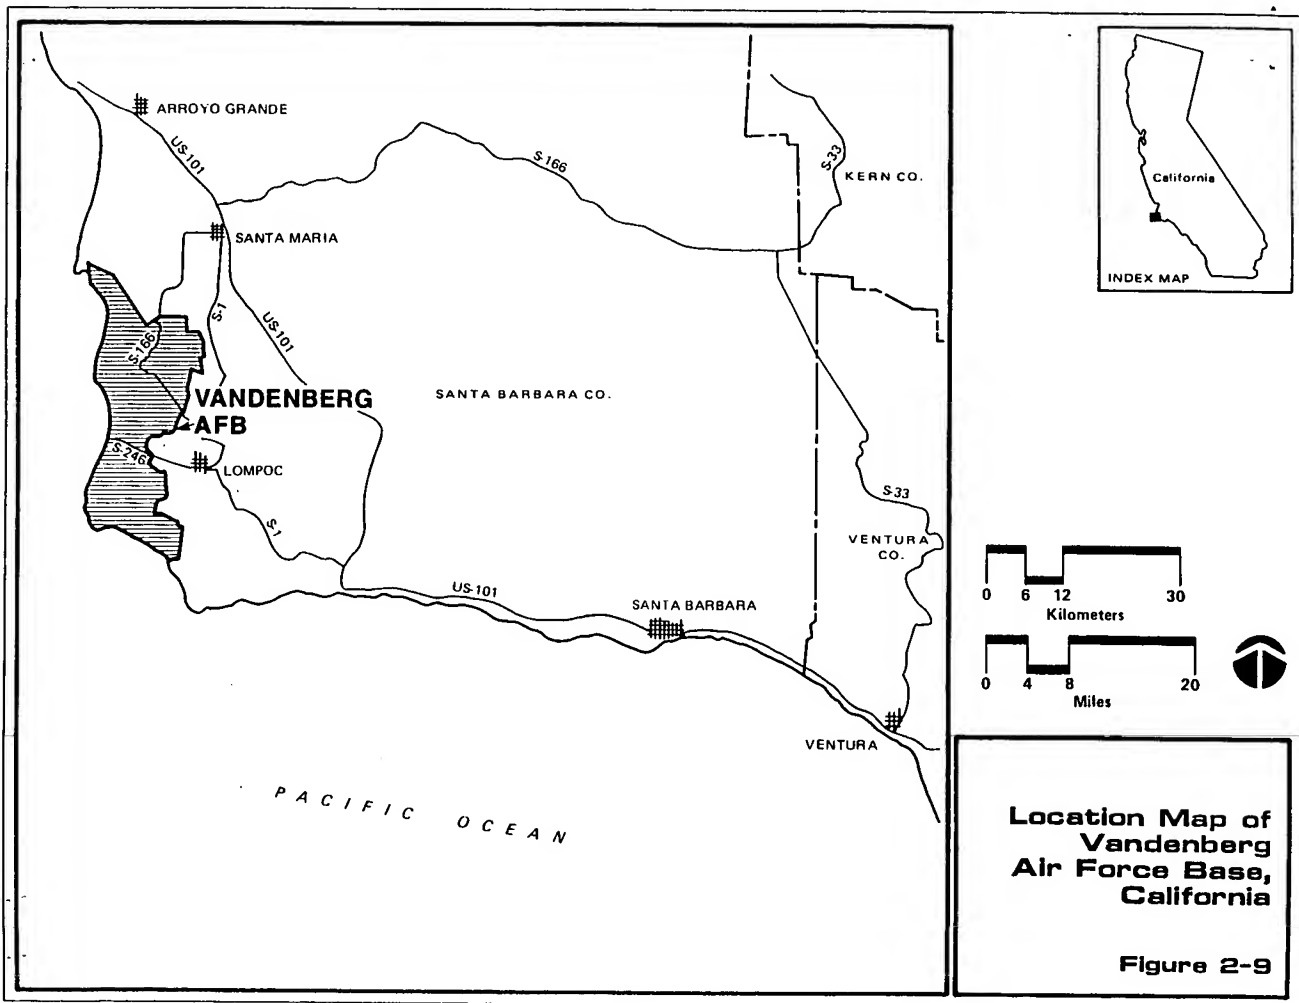 ARROYO GRANDE
US-101
S-166
S-33
KERN CO.
SANTA MARIA
S-1
US-101
S-166
VANDENBERG
AFB
SANTA BARBARA CO.
S-246
LOMPOC
S-1
S-33
VENTURA
CO.
US-101
SANTA BARBARA
VENTURA
PACIFIC OCEAN
California
INDEX MAP
0 6 12 30
Kilometers
0 4 8 20
Miles
Location Map of
Vandenberg
Air Force Base,
California
Figure 2-9